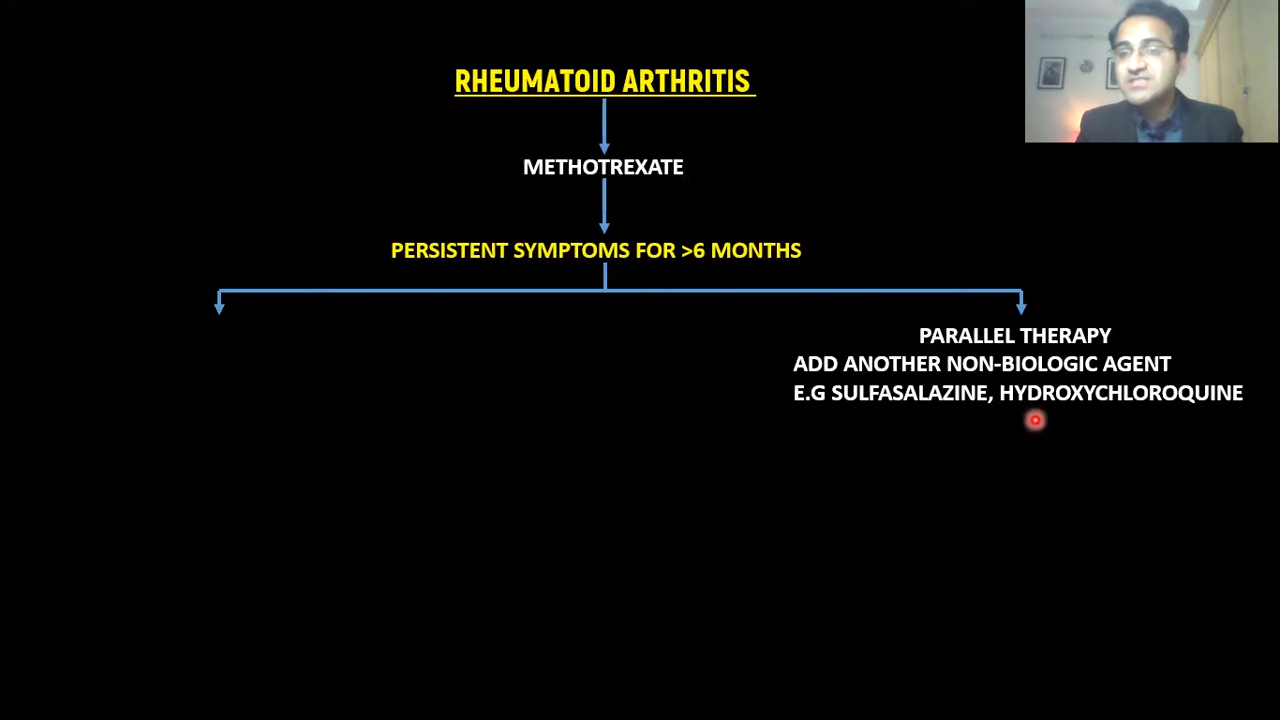 RHEUMATOID ARTHRITIS
METHOTREXATE
PERSISTENT SYMPTOMS FOR >6 MONTHS
PARALLEL THERAPY
ADD ANOTHER NON-BIOLOGIC AGENT
E.G SULFASALAZINE, HYDROXYCHLOROQUINE